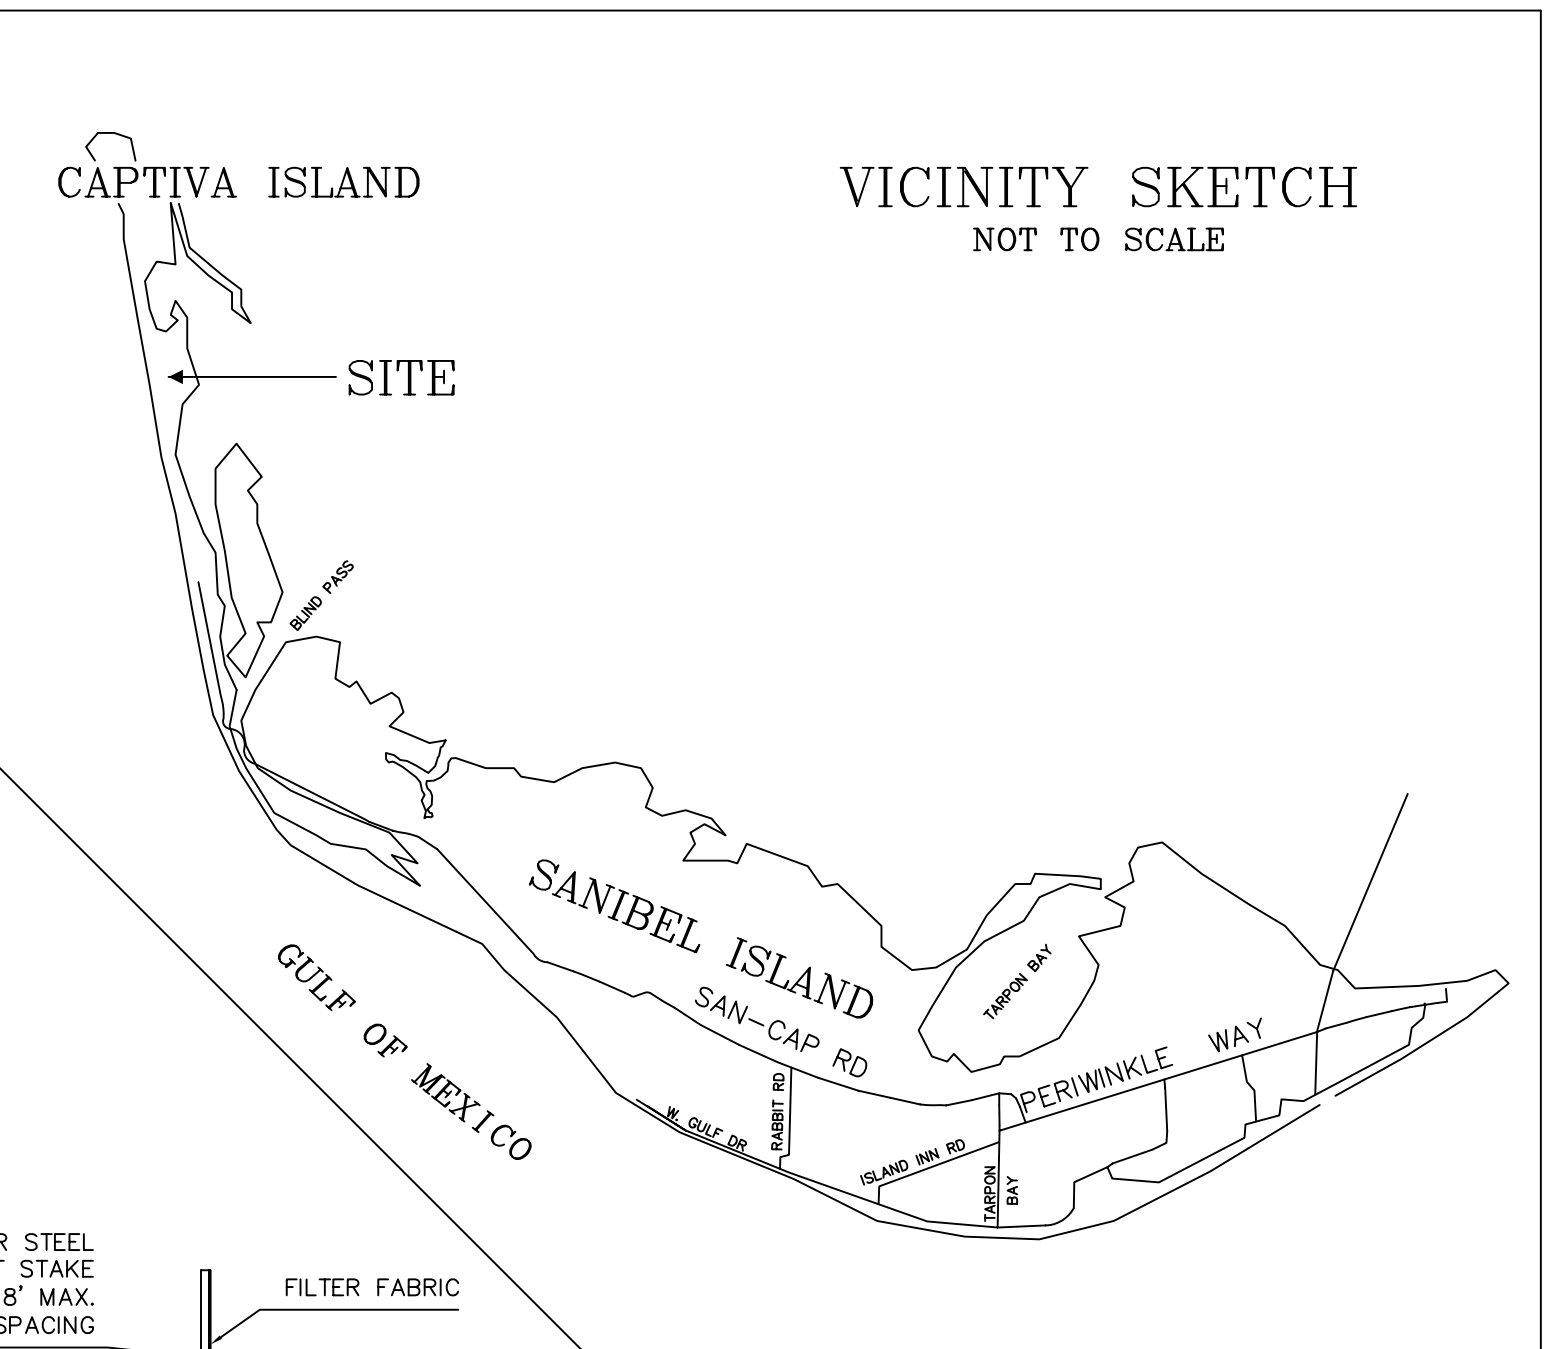 CAPTIVA ISLAND
VICINITY SKETCH
NOT TO SCALE
SITE
BLIND PASS
SANIBEL ISLAND
GULF OF MEXICO
SAN-CAP RD
TARPON BAY
PERIWINKLE WAY
RABBIT RD
W. GULF DR
ISLAND INN RD
TARPON
BAY
R STEEL
T STAKE
8' MAX.
SPACING
FILTER FABRIC